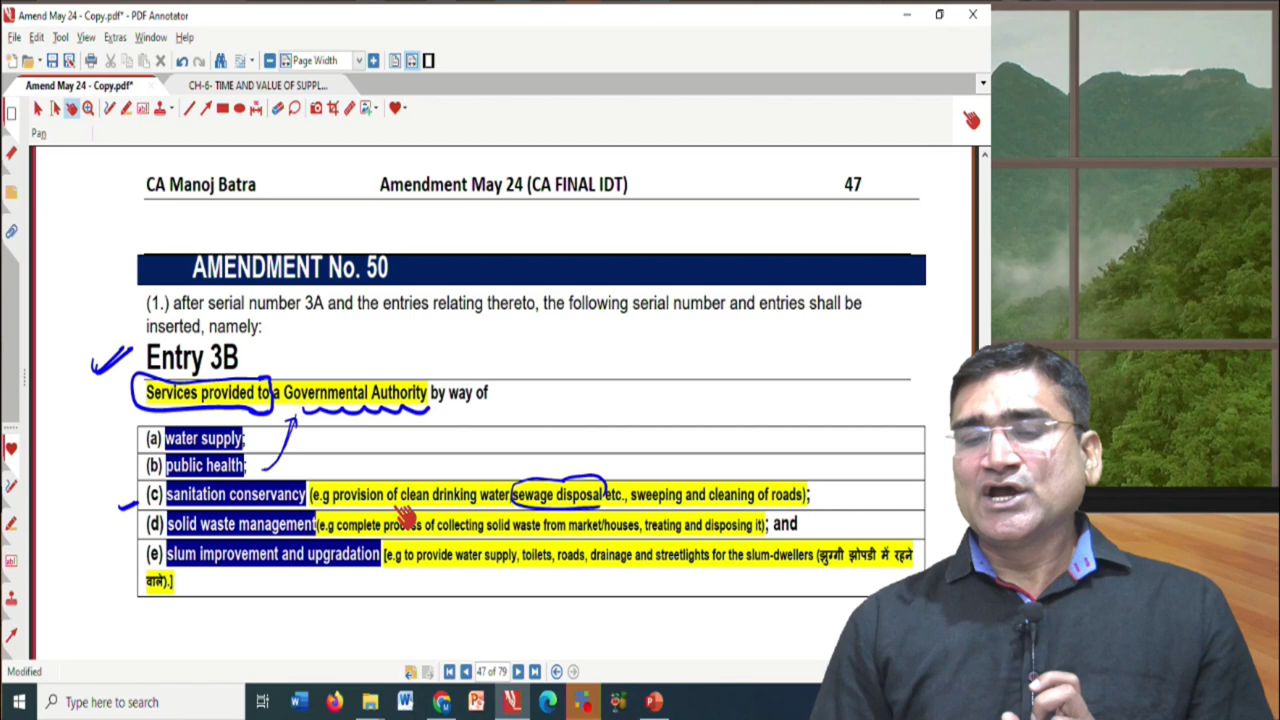 Amend May 24 - Copy.pdf* - PDF Annotator
File Edit Tool View Extras Window Help
Page Width
Amend May 24 - Copy.pdf* CH-6- TIME AND VALUE OF SUPPL...
Pan
CA Manoj Batra Amendment May 24 (CA FINAL IDT) 47
AMENDMENT No. 50
(1.) after serial number 3A and the entries relating thereto, the following serial number and entries shall be
inserted, namely:
Entry 3B
Services provided to a Governmental Authority by way of
(a) water supply;
(b) public health;
(c) sanitation conservancy (e.g provision of clean drinking water sewage disposal etc., sweeping and cleaning of roads);
(d) solid waste management(e.g complete process of collecting solid waste from market/houses, treating and disposing it); and
(e) slum improvement and upgradation [e.g to provide water supply, toilets, roads, drainage and streetlights for the slum-dwellers (झुग्गी झोपडी में रहने
वाले).]
Modified 47 of 79
Type here to search